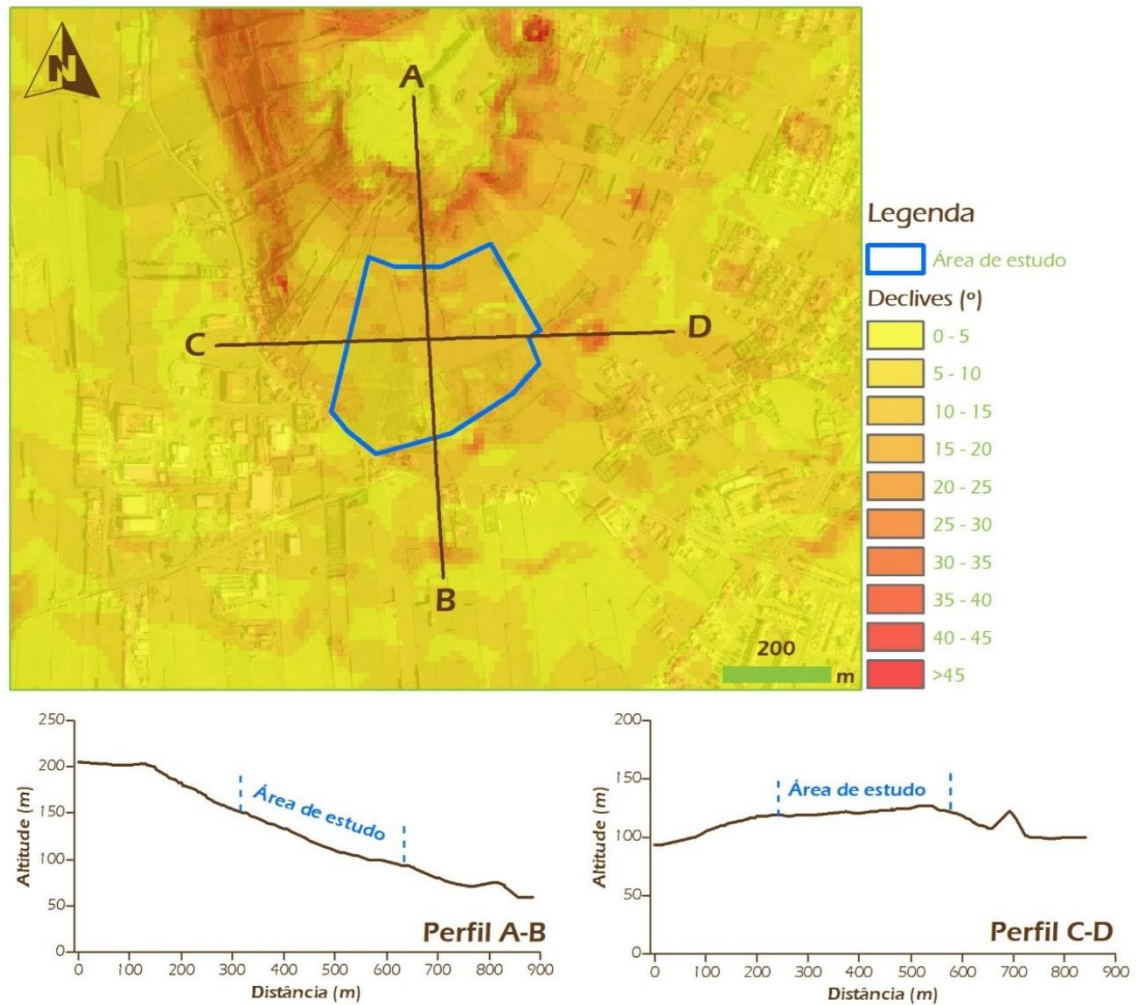 N
A
C
D
B
200
m
Legenda
Área de estudo
Declives (º)
0 - 5
5 - 10
10 - 15
15 - 20
20 - 25
25 - 30
30 - 35
35 - 40
40 - 45
>45
250
200
150
100
50
0
Altitude (m)
Área de estudo
Perfil A-B
0 100 200 300 400 500 600 700 800 900
Distância (m)
200
150
100
50
0
Altitude (m)
Área de estudo
Perfil C-D
0 100 200 300 400 500 600 700 800 900
Distância (m)